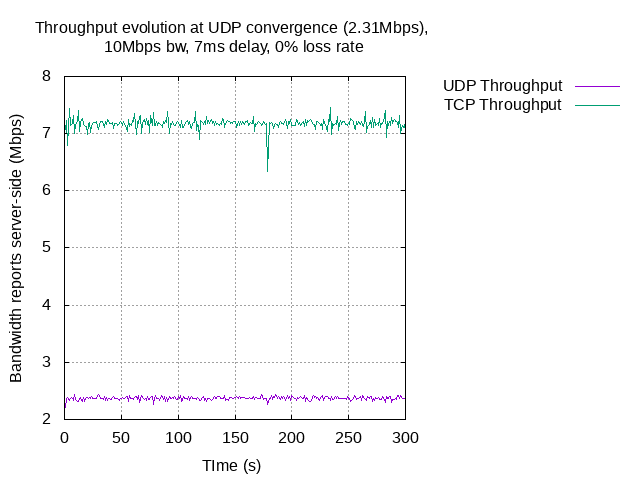 Throughput evolution at UDP convergence (2.31Mbps),
10Mbps bw, 7ms delay, 0% loss rate
UDP Throughput
TCP Throughput
Bandwidth reports server-side (Mbps)
8
7
6
5
4
3
2
0 50 100 150 200 250 300
TIme (s)